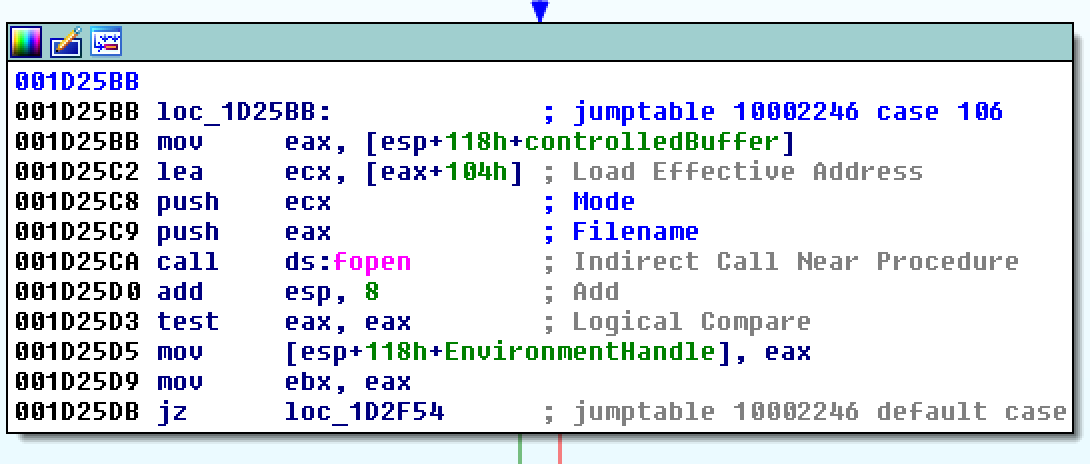 001D25BB
001D25BB loc_1D25BB: ; jumptable 10002246 case 106
001D25BB mov eax, [esp+118h+controlledBuffer]
001D25C2 lea ecx, [eax+104h] ; Load Effective Address
001D25C8 push ecx ; Mode
001D25C9 push eax ; Filename
001D25CA call ds:fopen ; Indirect Call Near Procedure
001D25D0 add esp, 8 ; Add
001D25D3 test eax, eax ; Logical Compare
001D25D5 mov [esp+118h+EnvironmentHandle], eax
001D25D9 mov ebx, eax
001D25DB jz loc_1D2F54 ; jumptable 10002246 default case